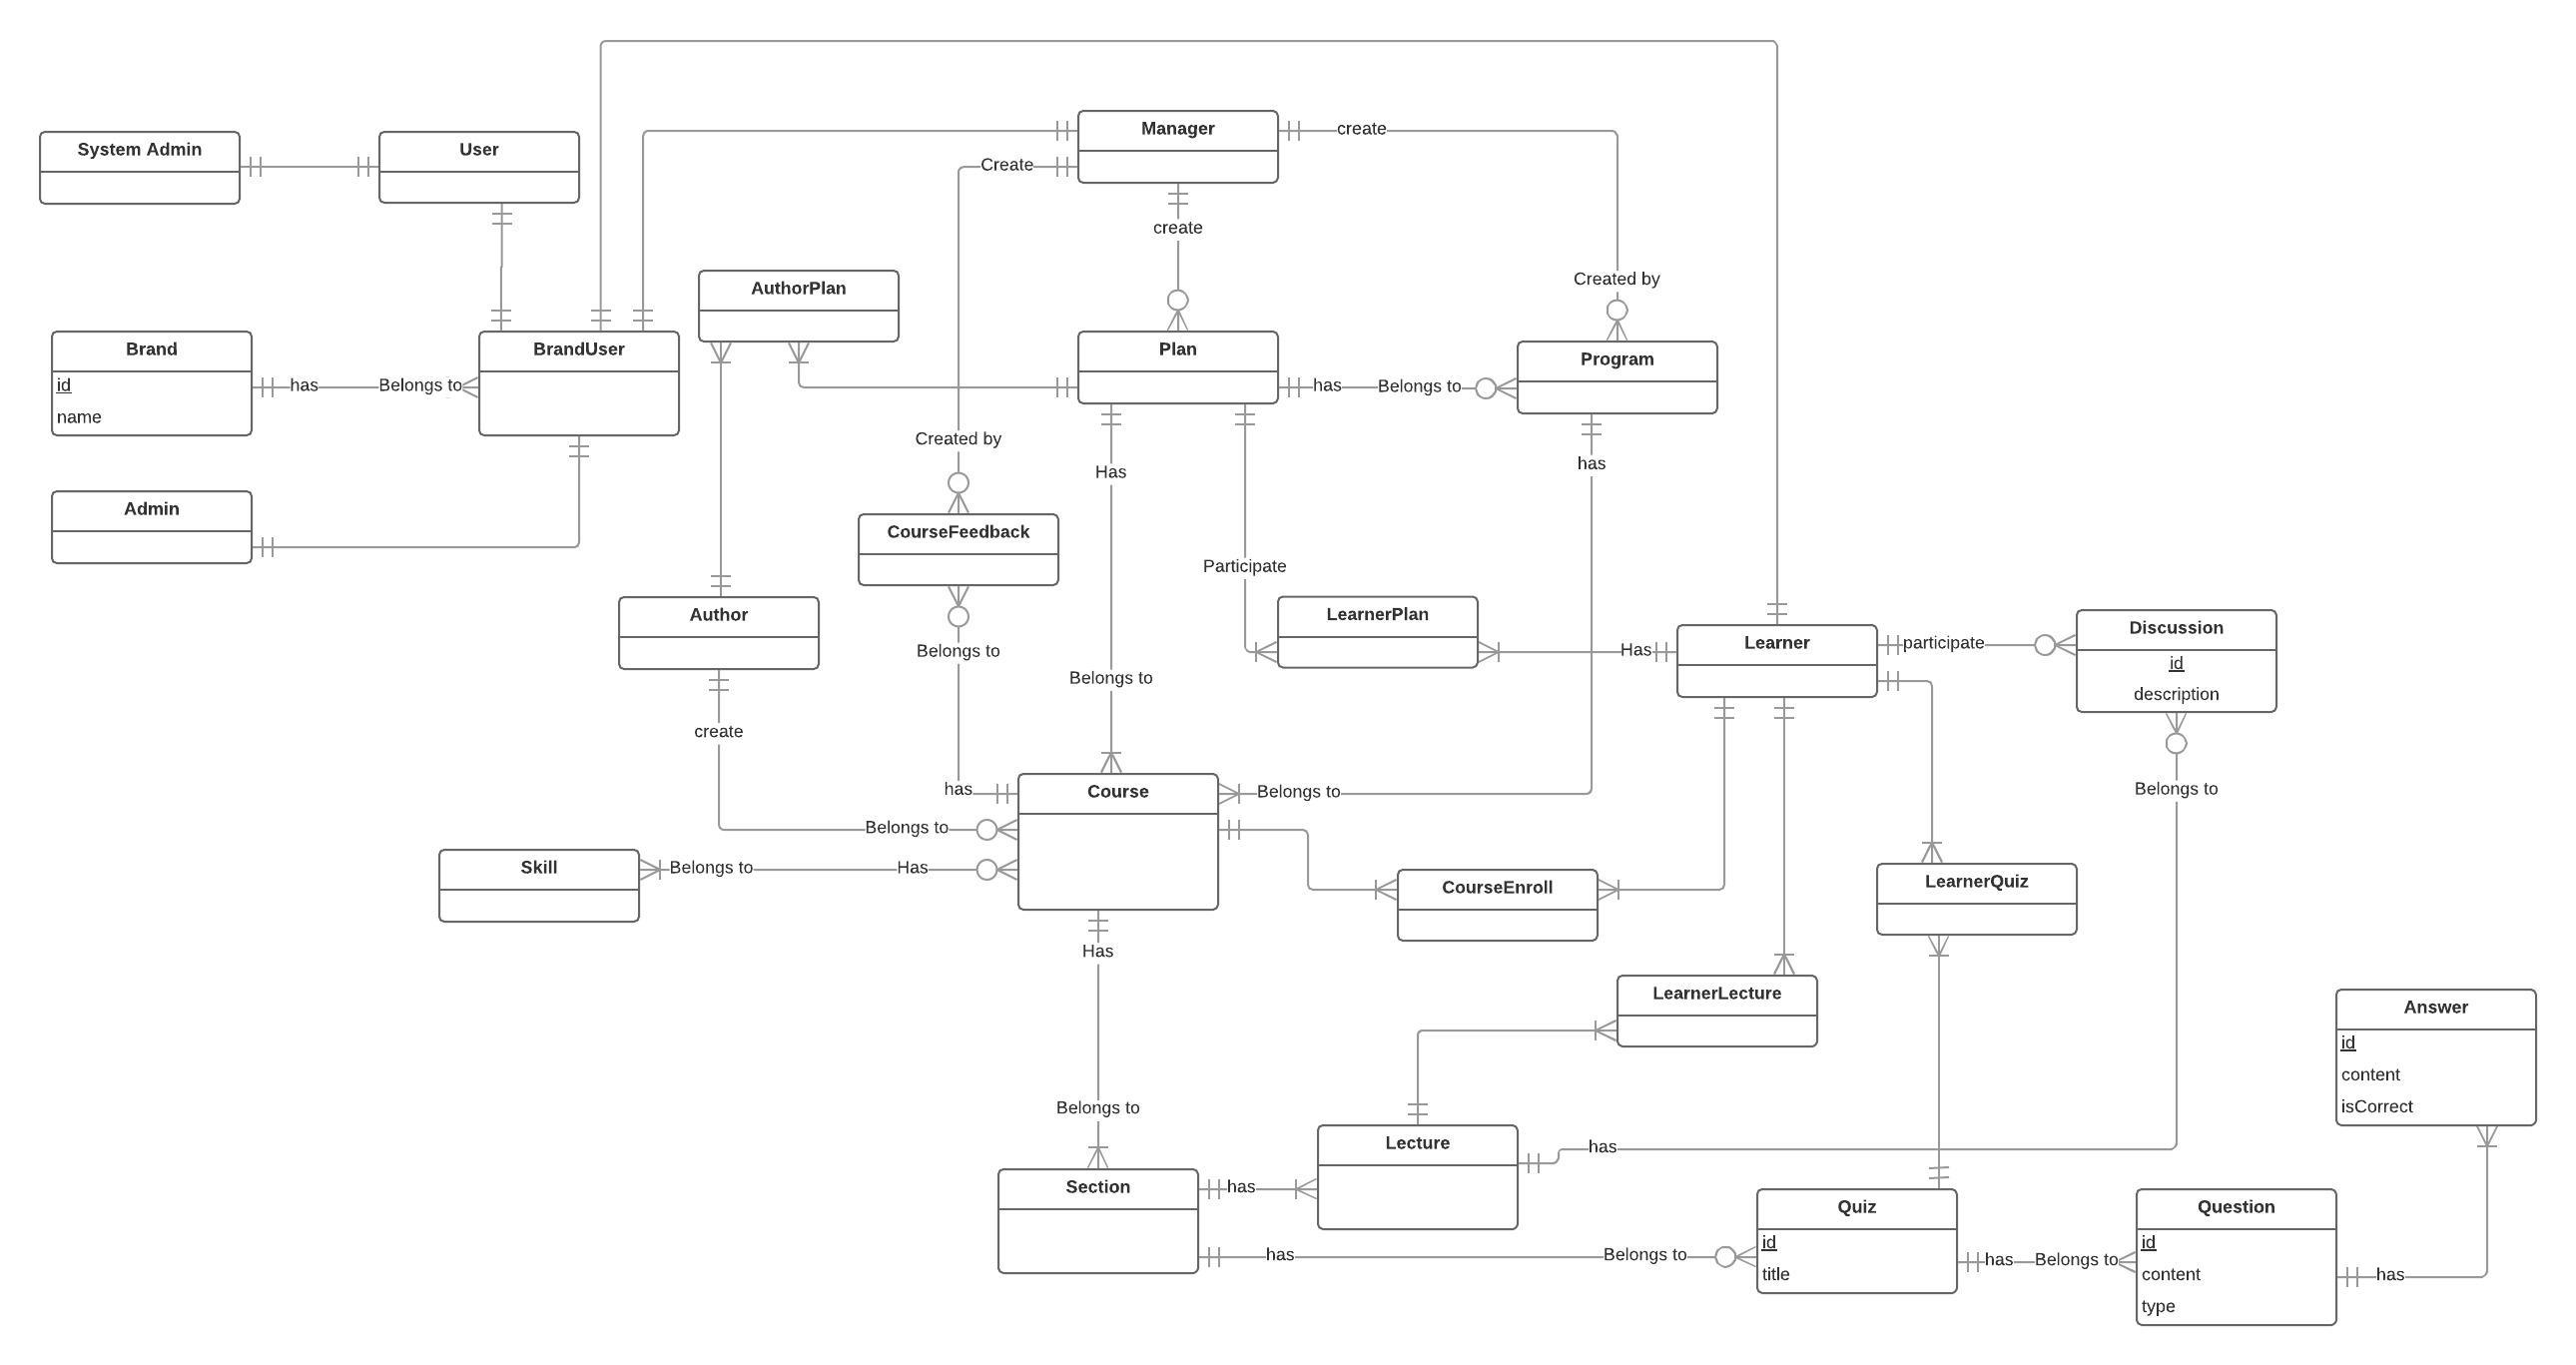 Manager
create
Create
create
System Admin
User
Created by
AuthorPlan
Brand
id
name
has
Belongs to
BrandUser
Plan
has
Belongs to
Program
Created by
Has
has
Admin
CourseFeedback
Participate
Author
Belongs to
Belongs to
LearnerPlan
Has
Learner
participate
Discussion
id
description
create
has
Course
Belongs to
Belongs to
Belongs to
Skill
Belongs to
Has
CourseEnroll
LearnerQuiz
Has
LearnerLecture
Answer
id
content
isCorrect
Belongs to
Lecture
has
Section
has
has
Belongs to
Quiz
id
title
has
Belongs to
Question
id
content
type
has